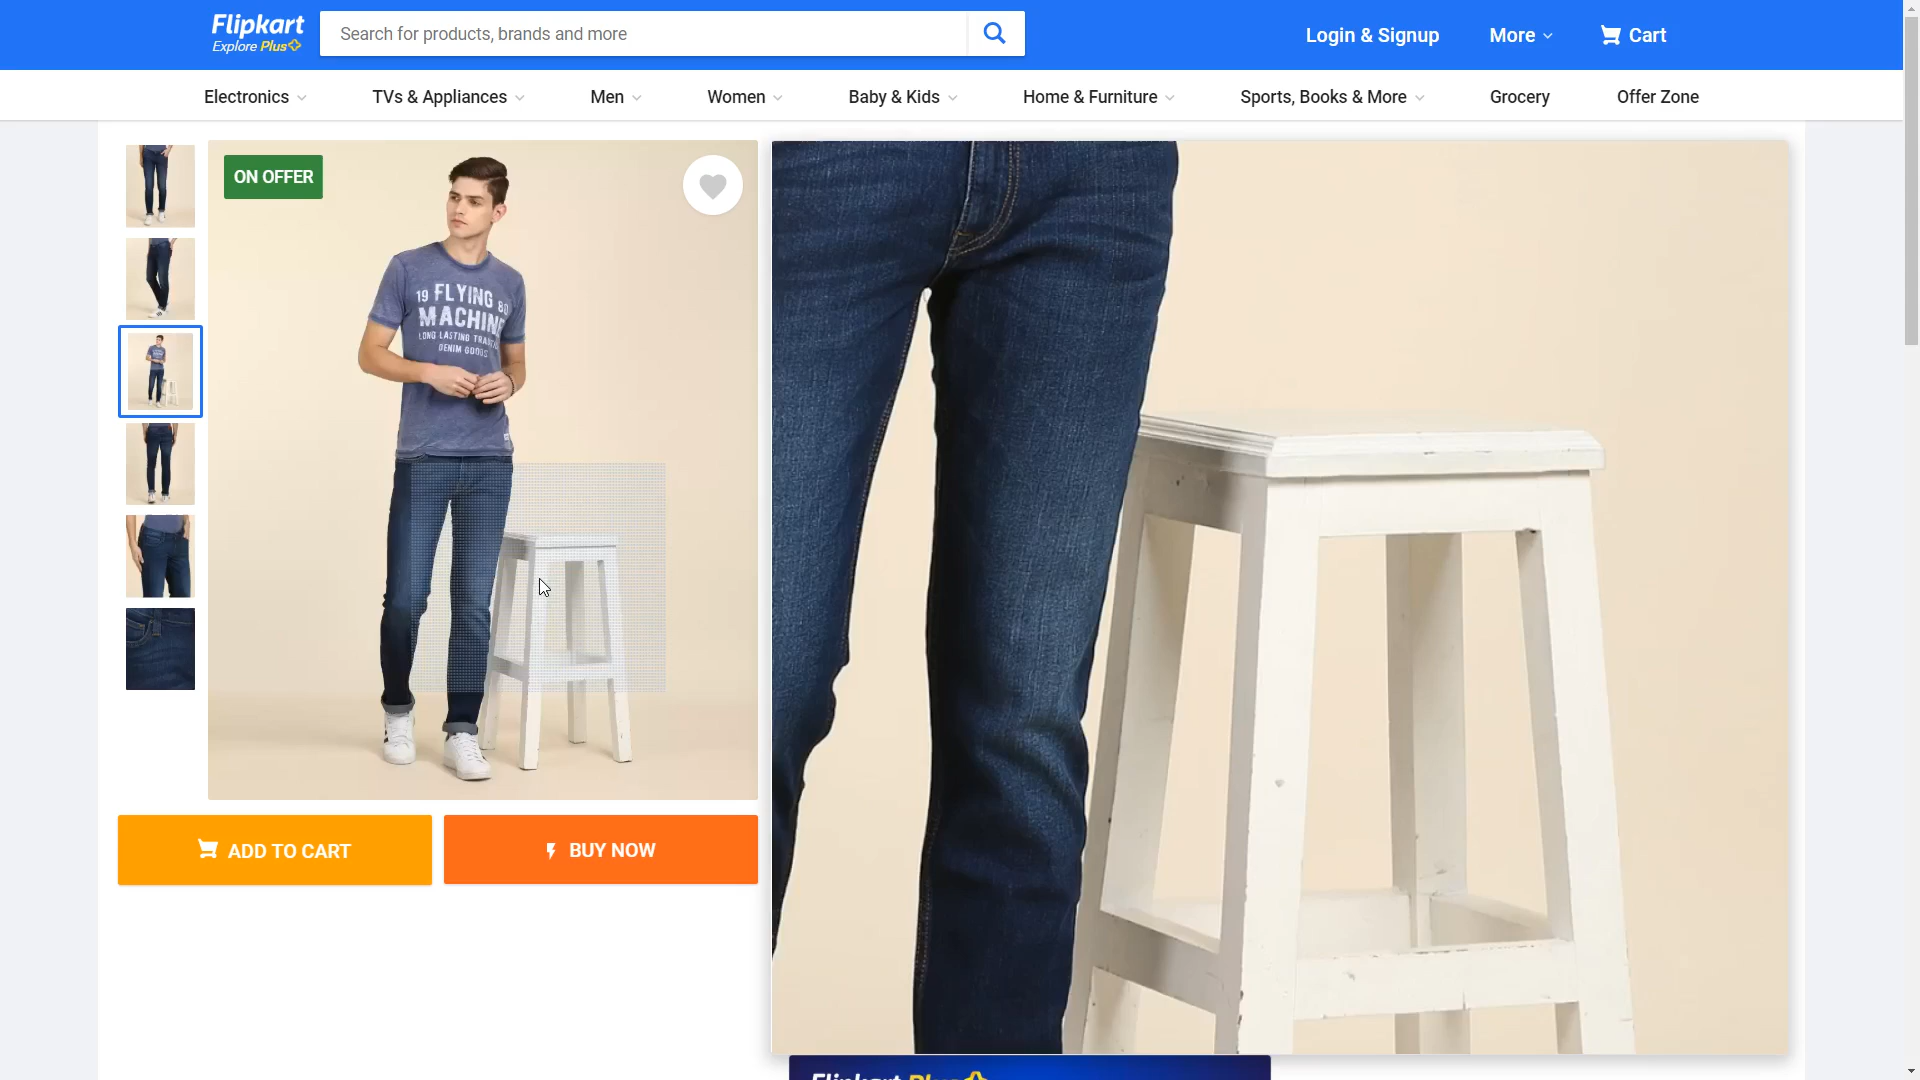 Flipkart
Explore Plus
Search for products, brands and more
Login & Signup
More
Cart
Electronics
TVs & Appliances
Men
Women
Baby & Kids
Home & Furniture
Sports, Books & More
Grocery
Offer Zone
ON OFFER
19 FLYING 80
MACHINE
LONG LASTING
DENIM GOODS
ADD TO CART
BUY NOW
Flipkart Plus